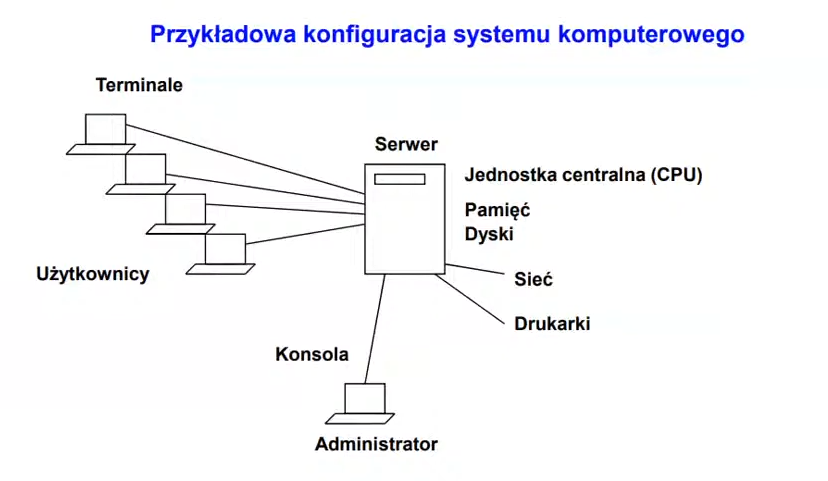 Przykładowa konfiguracja systemu komputerowego
Terminale
Serwer
Jednostka centralna (CPU)
Pamięć
Dyski
Użytkownicy
Sieć
Drukarki
Konsola
Administrator